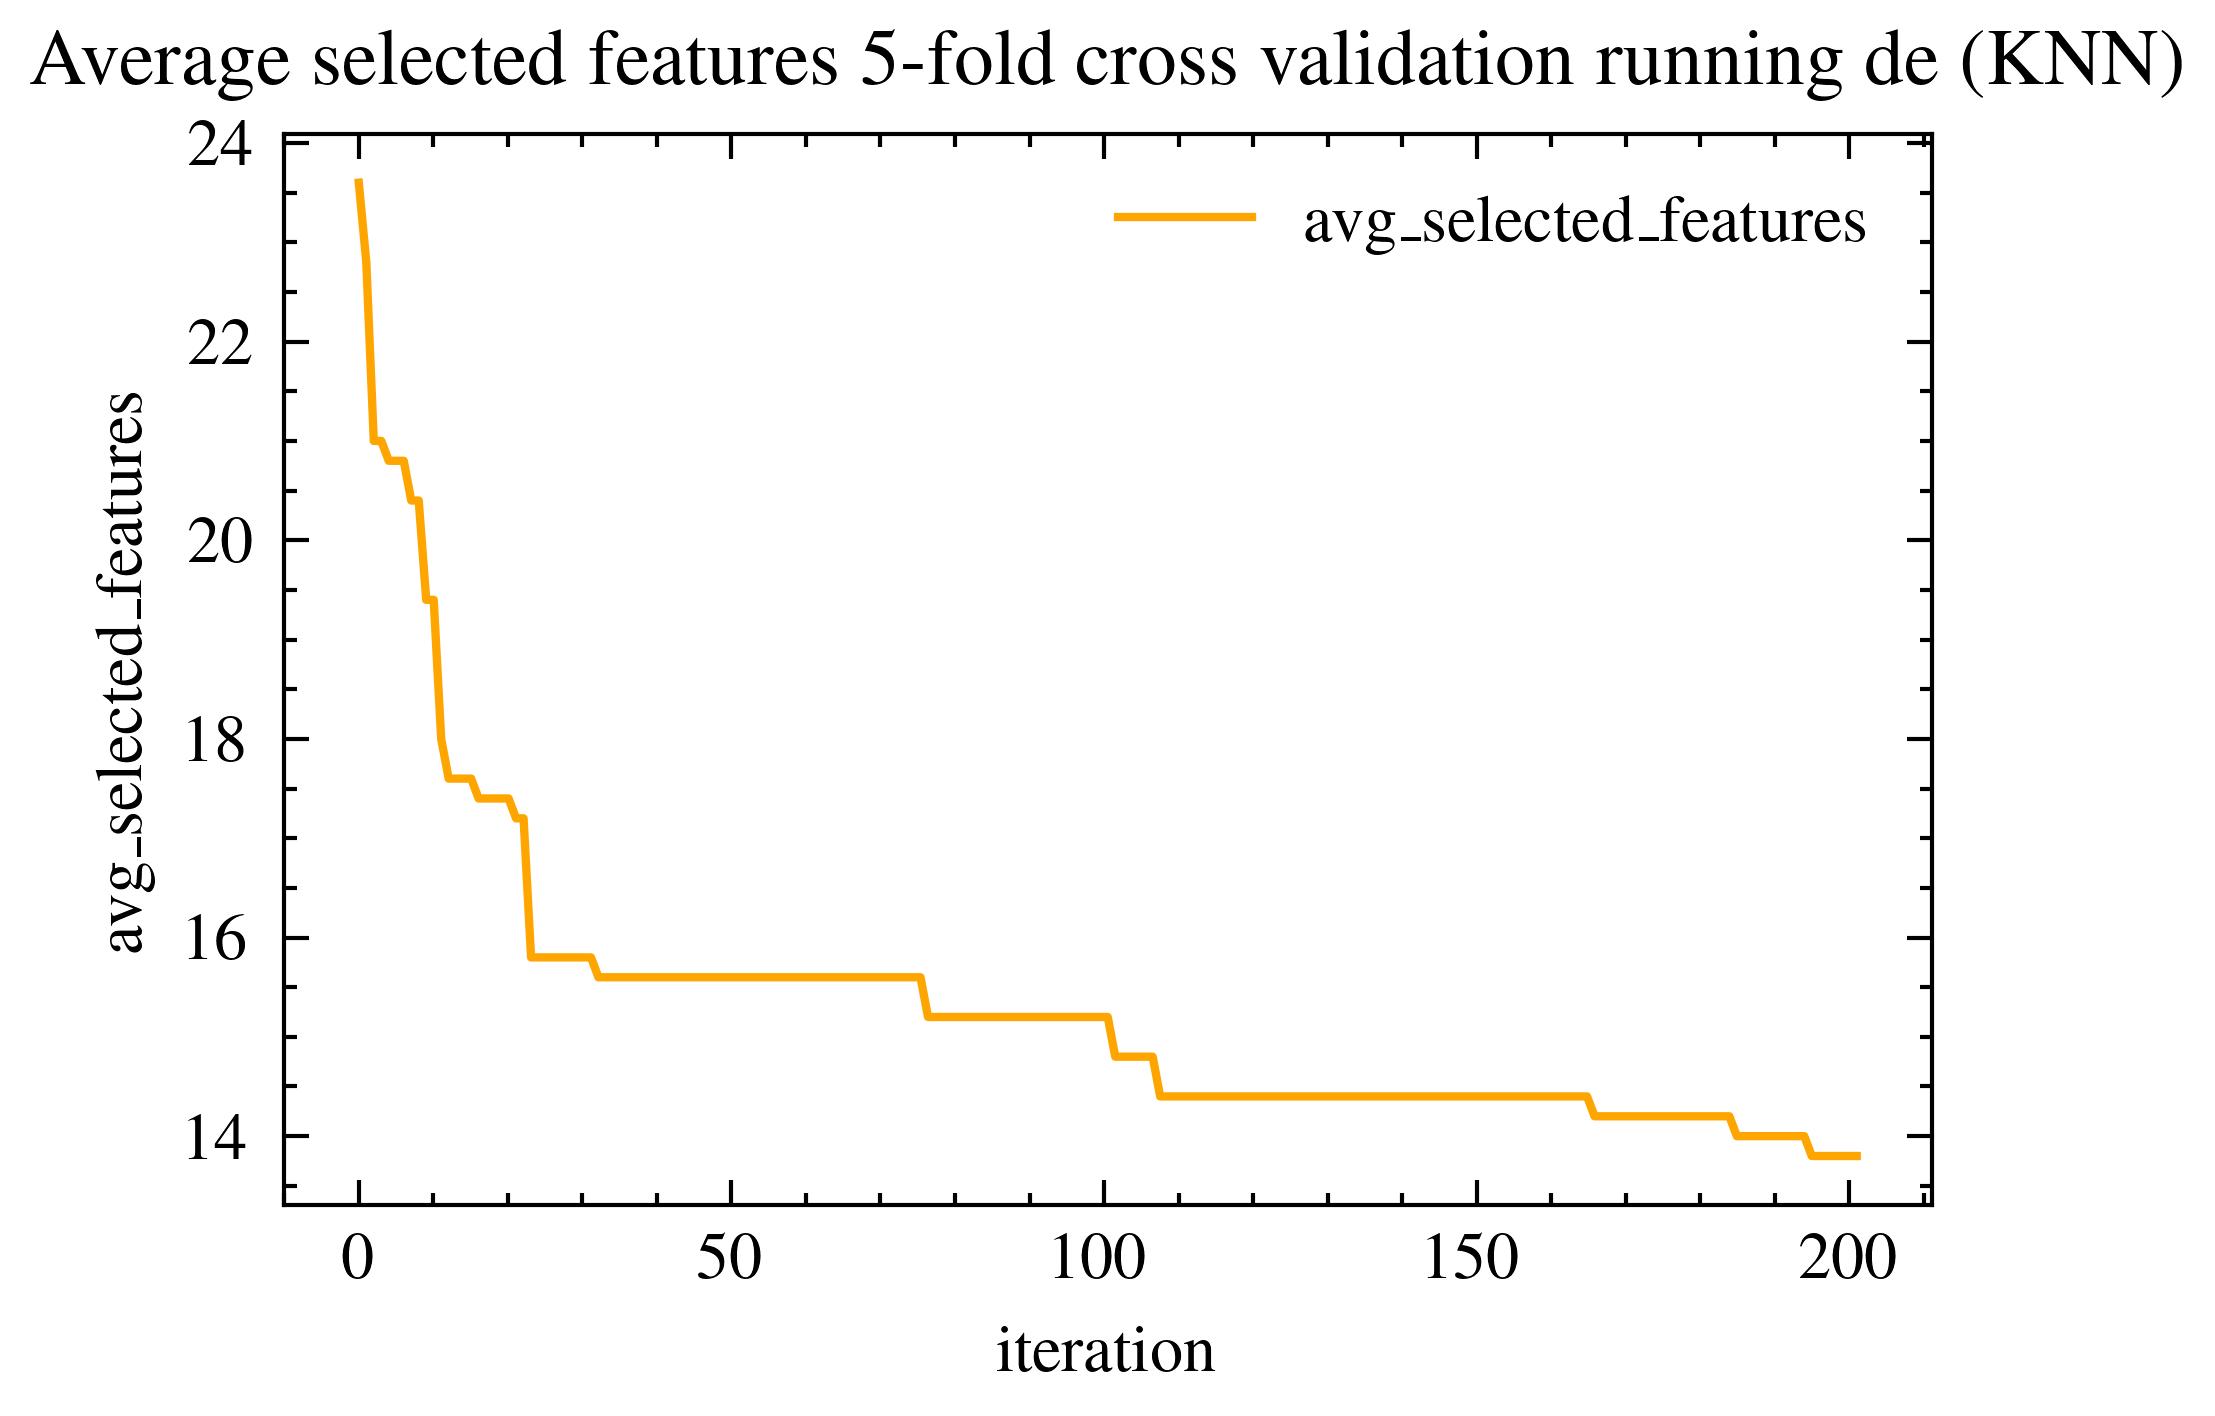 Average selected features 5-fold cross validation running de (KNN)
24
22
20
18
16
14
avg_selected_features
avg_selected_features
0 50 100 150 200
iteration